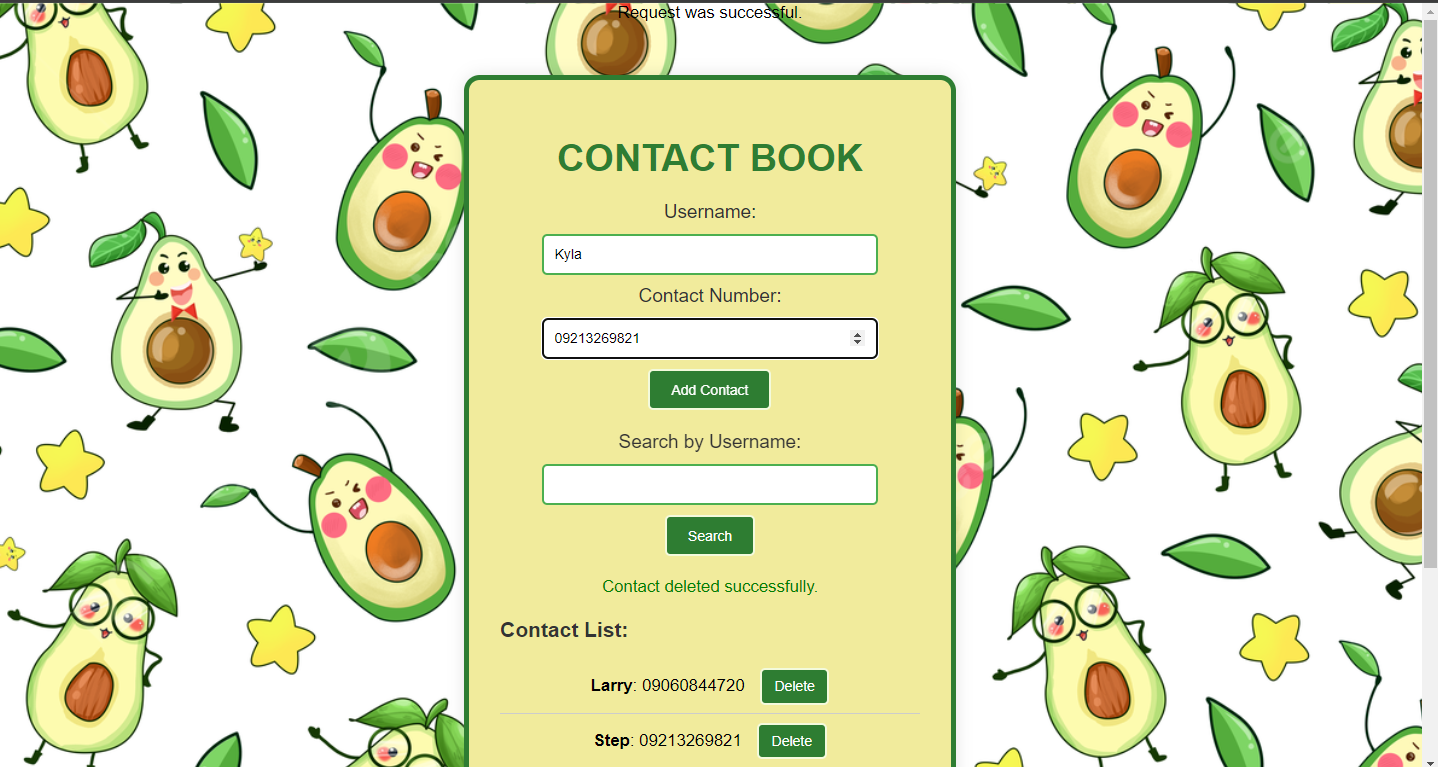 Request was successful.
CONTACT BOOK
Username:
Kyla
Contact Number:
09213269821
Add Contact
Search by Username:
Search
Contact deleted successfully.
Contact List:
Larry: 09060844720 Delete
Step: 09213269821 Delete